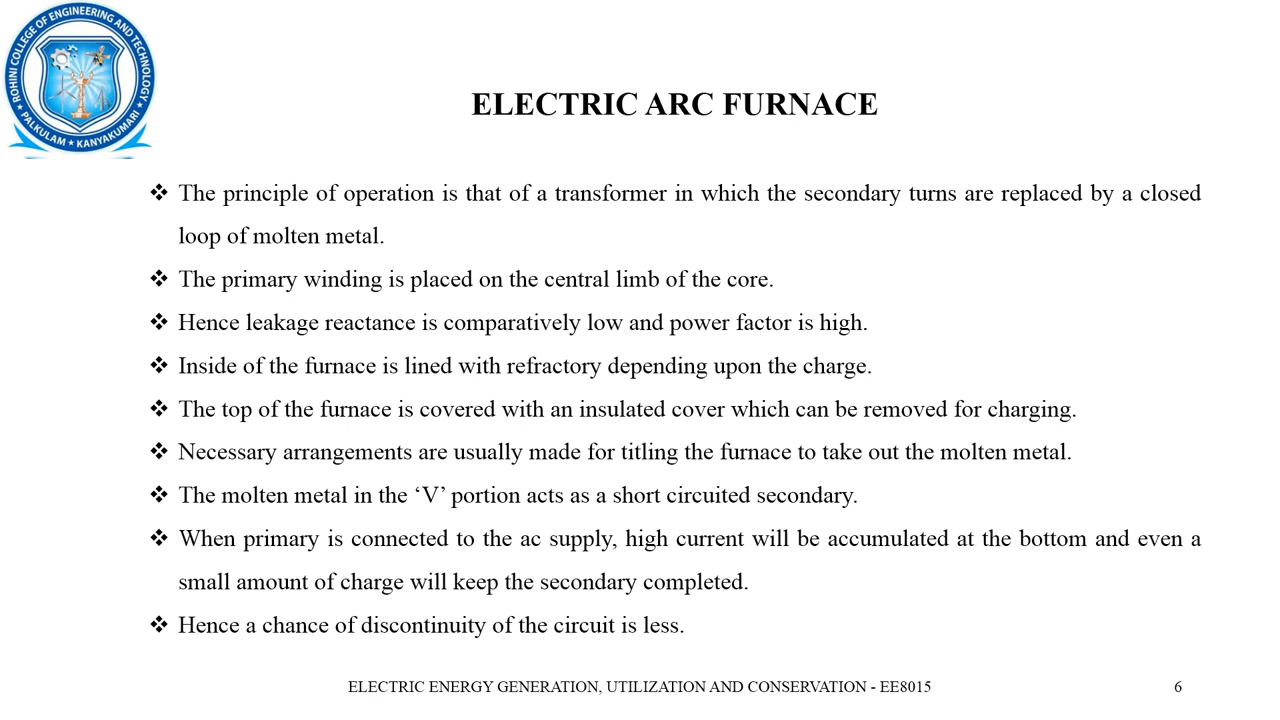 ROHINI COLLEGE OF ENGINEERING AND TECHNOLOGY
PALKULAM ★ KANYAKUMARI
ELECTRIC ARC FURNACE
❖ The principle of operation is that of a transformer in which the secondary turns are replaced by a closed
loop of molten metal.
❖ The primary winding is placed on the central limb of the core.
❖ Hence leakage reactance is comparatively low and power factor is high.
❖ Inside of the furnace is lined with refractory depending upon the charge.
❖ The top of the furnace is covered with an insulated cover which can be removed for charging.
❖ Necessary arrangements are usually made for titling the furnace to take out the molten metal.
❖ The molten metal in the ‘V’ portion acts as a short circuited secondary.
❖ When primary is connected to the ac supply, high current will be accumulated at the bottom and even a
small amount of charge will keep the secondary completed.
❖ Hence a chance of discontinuity of the circuit is less.
ELECTRIC ENERGY GENERATION, UTILIZATION AND CONSERVATION - EE8015
6